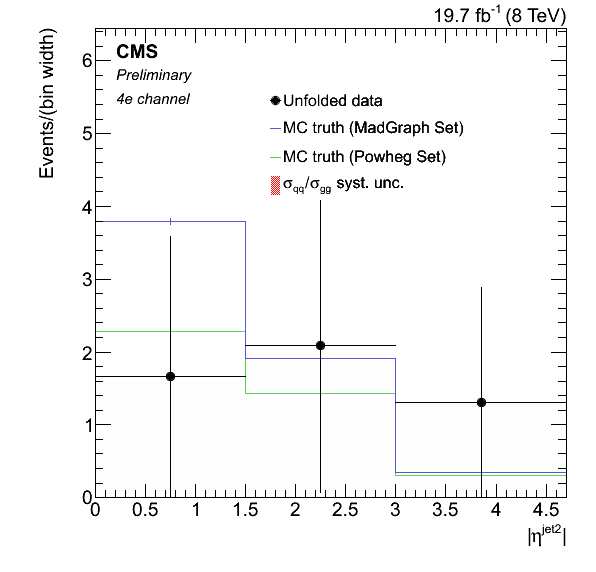 19.7 fb⁻¹ (8 TeV)
CMS
Preliminary
4e channel
Unfolded data
MC truth (MadGraph Set)
MC truth (Powheg Set)
σqq/σgg syst. unc.
Events/(bin width)
6
5
4
3
2
1
0
0 0.5 1 1.5 2 2.5 3 3.5 4 4.5
|η^jet2|